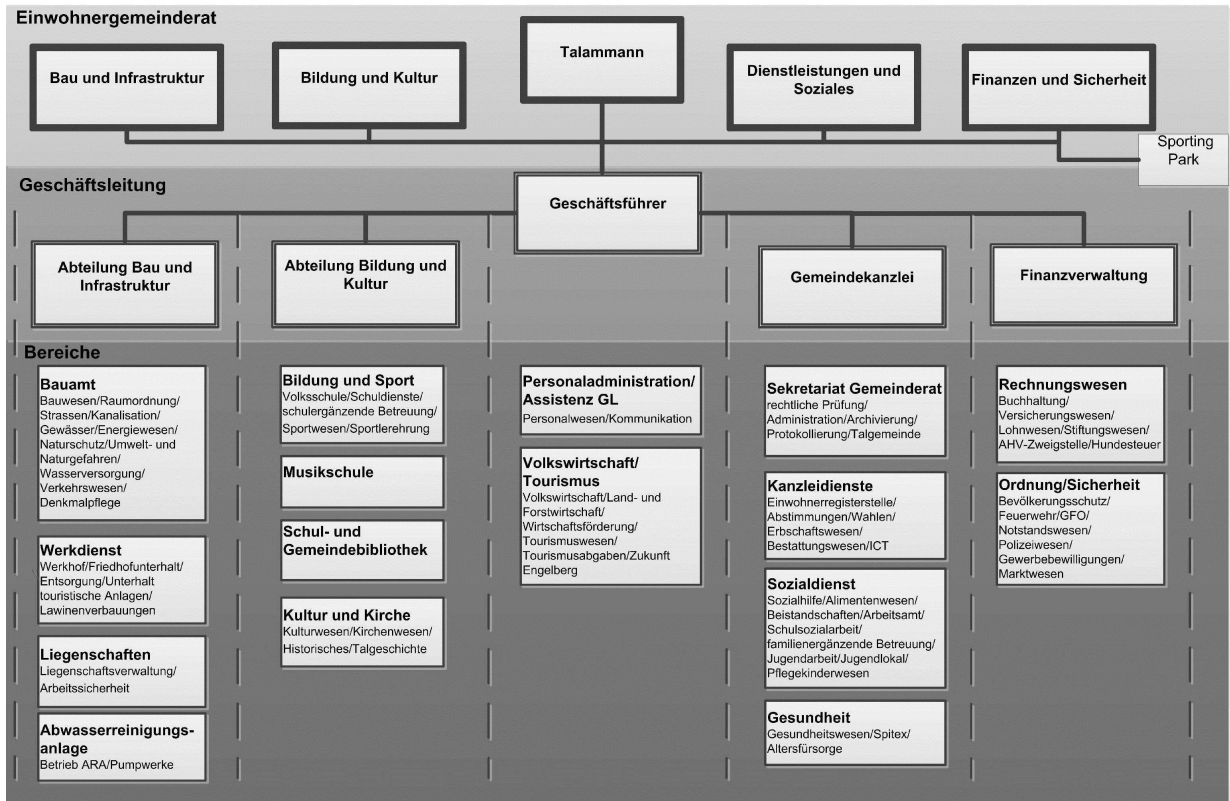 Einwohnergemeinderat
Bau und Infrastruktur
Bildung und Kultur
Talammann
Dienstleistungen und
Soziales
Finanzen und Sicherheit
Sporting
Park
Geschäftsleitung
Geschäftsführer
Abteilung Bau und
Infrastruktur
Abteilung Bildung und
Kultur
Gemeindekanzlei
Finanzverwaltung
Bereiche
Bauamt
Bauwesen/Raumordnung/
Strassen/Kanalisation/
Gewässer/Energiewesen/
Naturschutz/Umwelt- und
Naturgefahren/
Wasserversorgung/
Verkehrswesen/
Denkmalpflege
Werkdienst
Werkhof/Friedhofunterhalt/
Entsorgung/Unterhalt
touristische Anlagen/
Lawinenverbauungen
Liegenschaften
Liegenschaftsverwaltung/
Arbeitssicherheit
Abwasserreinigungs-
anlage
Betrieb ARA/Pumpwerke
Bildung und Sport
Volksschule/Schuldienste/
schulergänzende Betreuung/
Sportwesen/Sportlerehrung
Musikschule
Schul- und
Gemeindebibliothek
Kultur und Kirche
Kulturwesen/Kirchenwesen/
Historisches/Talgeschichte
Personaladministration/
Assistenz GL
Personalwesen/Kommunikation
Volkswirtschaft/
Tourismus
Volkswirtschaft/Land- und
Forstwirtschaft/
Wirtschaftsförderung/
Tourismuswesen/
Tourismusabgaben/Zukunft
Engelberg
Sekretariat Gemeinderat
rechtliche Prüfung/
Administration/Archivierung/
Protokollierung/Talgemeinde
Kanzleidienste
Einwohnerregisterstelle/
Abstimmungen/Wahlen/
Erbschaftswesen/
Bestattungswesen/ICT
Sozialdienst
Sozialhilfe/Alimentenwesen/
Beistandschaften/Arbeitsamt/
Schulsozialarbeit/
familienergänzende Betreuung/
Jugendarbeit/Jugendlokal/
Pflegekinderwesen
Gesundheit
Gesundheitswesen/Spitex/
Altersfürsorge
Rechnungswesen
Buchhaltung/
Versicherungswesen/
Lohnwesen/Stiftungswesen/
AHV-Zweigstelle/Hundesteuer
Ordnung/Sicherheit
Bevölkerungsschutz/
Feuerwehr/GFO/
Notstandswesen/
Polizeiwesen/
Gewerbebewilligungen/
Marktwesen